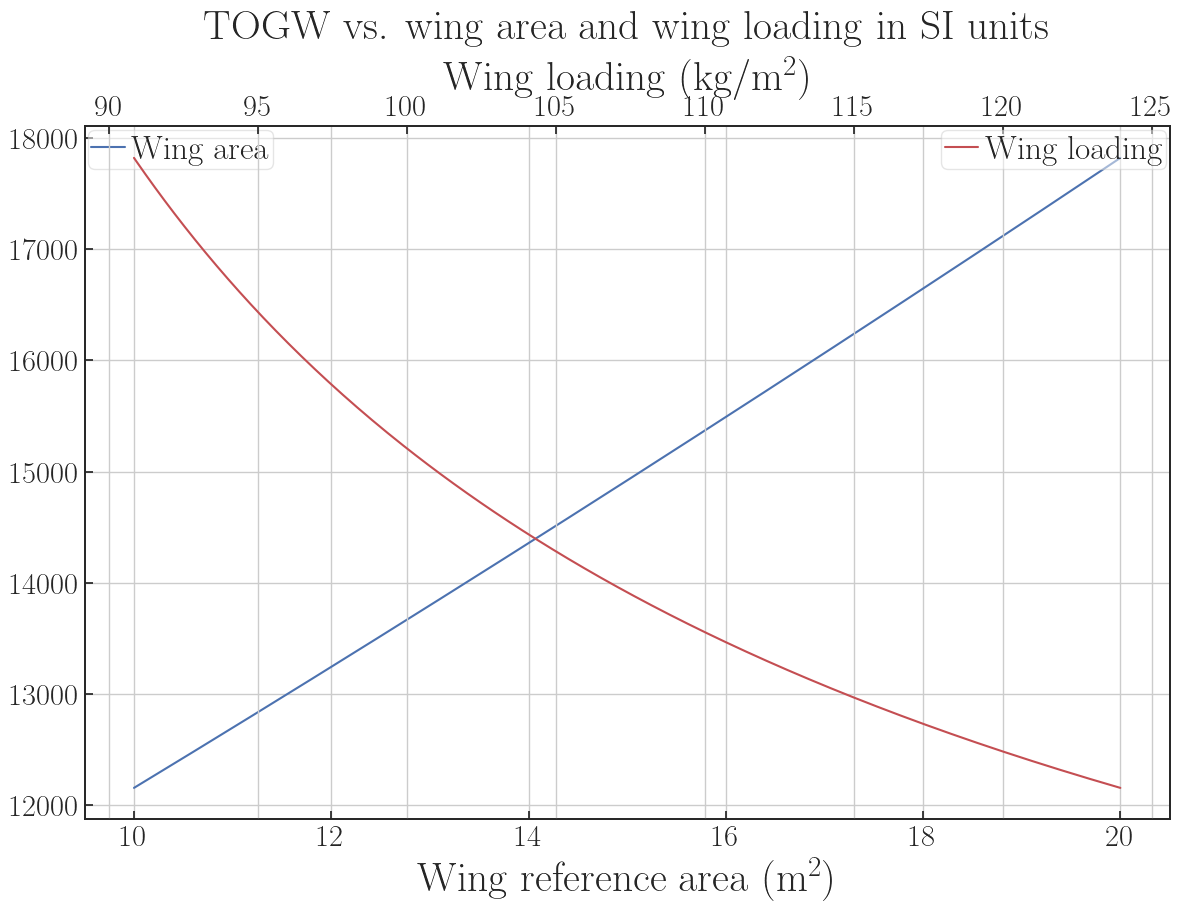 TOGW vs. wing area and wing loading in SI units
Wing loading (kg/m²)
90 95 100 105 110 115 120 125
Wing area
Wing loading
18000
17000
16000
15000
14000
13000
12000
10 12 14 16 18 20
Wing reference area (m²)